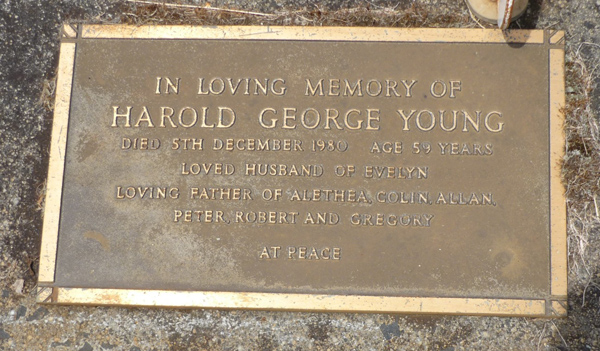 IN LOVING MEMORY OF
HAROLD GEORGE YOUNG
DIED 5TH DECEMBER 1980 AGE 59 YEARS
LOVED HUSBAND OF EVELYN
LOVING FATHER OF ALETHEA, COLIN, ALLAN,
PETER, ROBERT AND GREGORY
AT PEACE